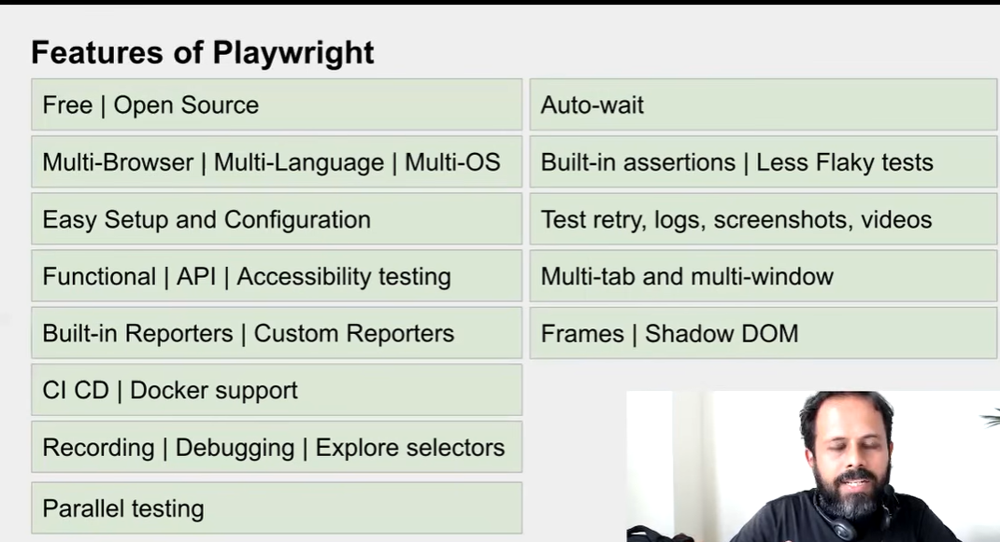 Features of Playwright
Free | Open Source
Multi-Browser | Multi-Language | Multi-OS
Easy Setup and Configuration
Functional | API | Accessibility testing
Built-in Reporters | Custom Reporters
CI CD | Docker support
Recording | Debugging | Explore selectors
Parallel testing
Auto-wait
Built-in assertions | Less Flaky tests
Test retry, logs, screenshots, videos
Multi-tab and multi-window
Frames | Shadow DOM